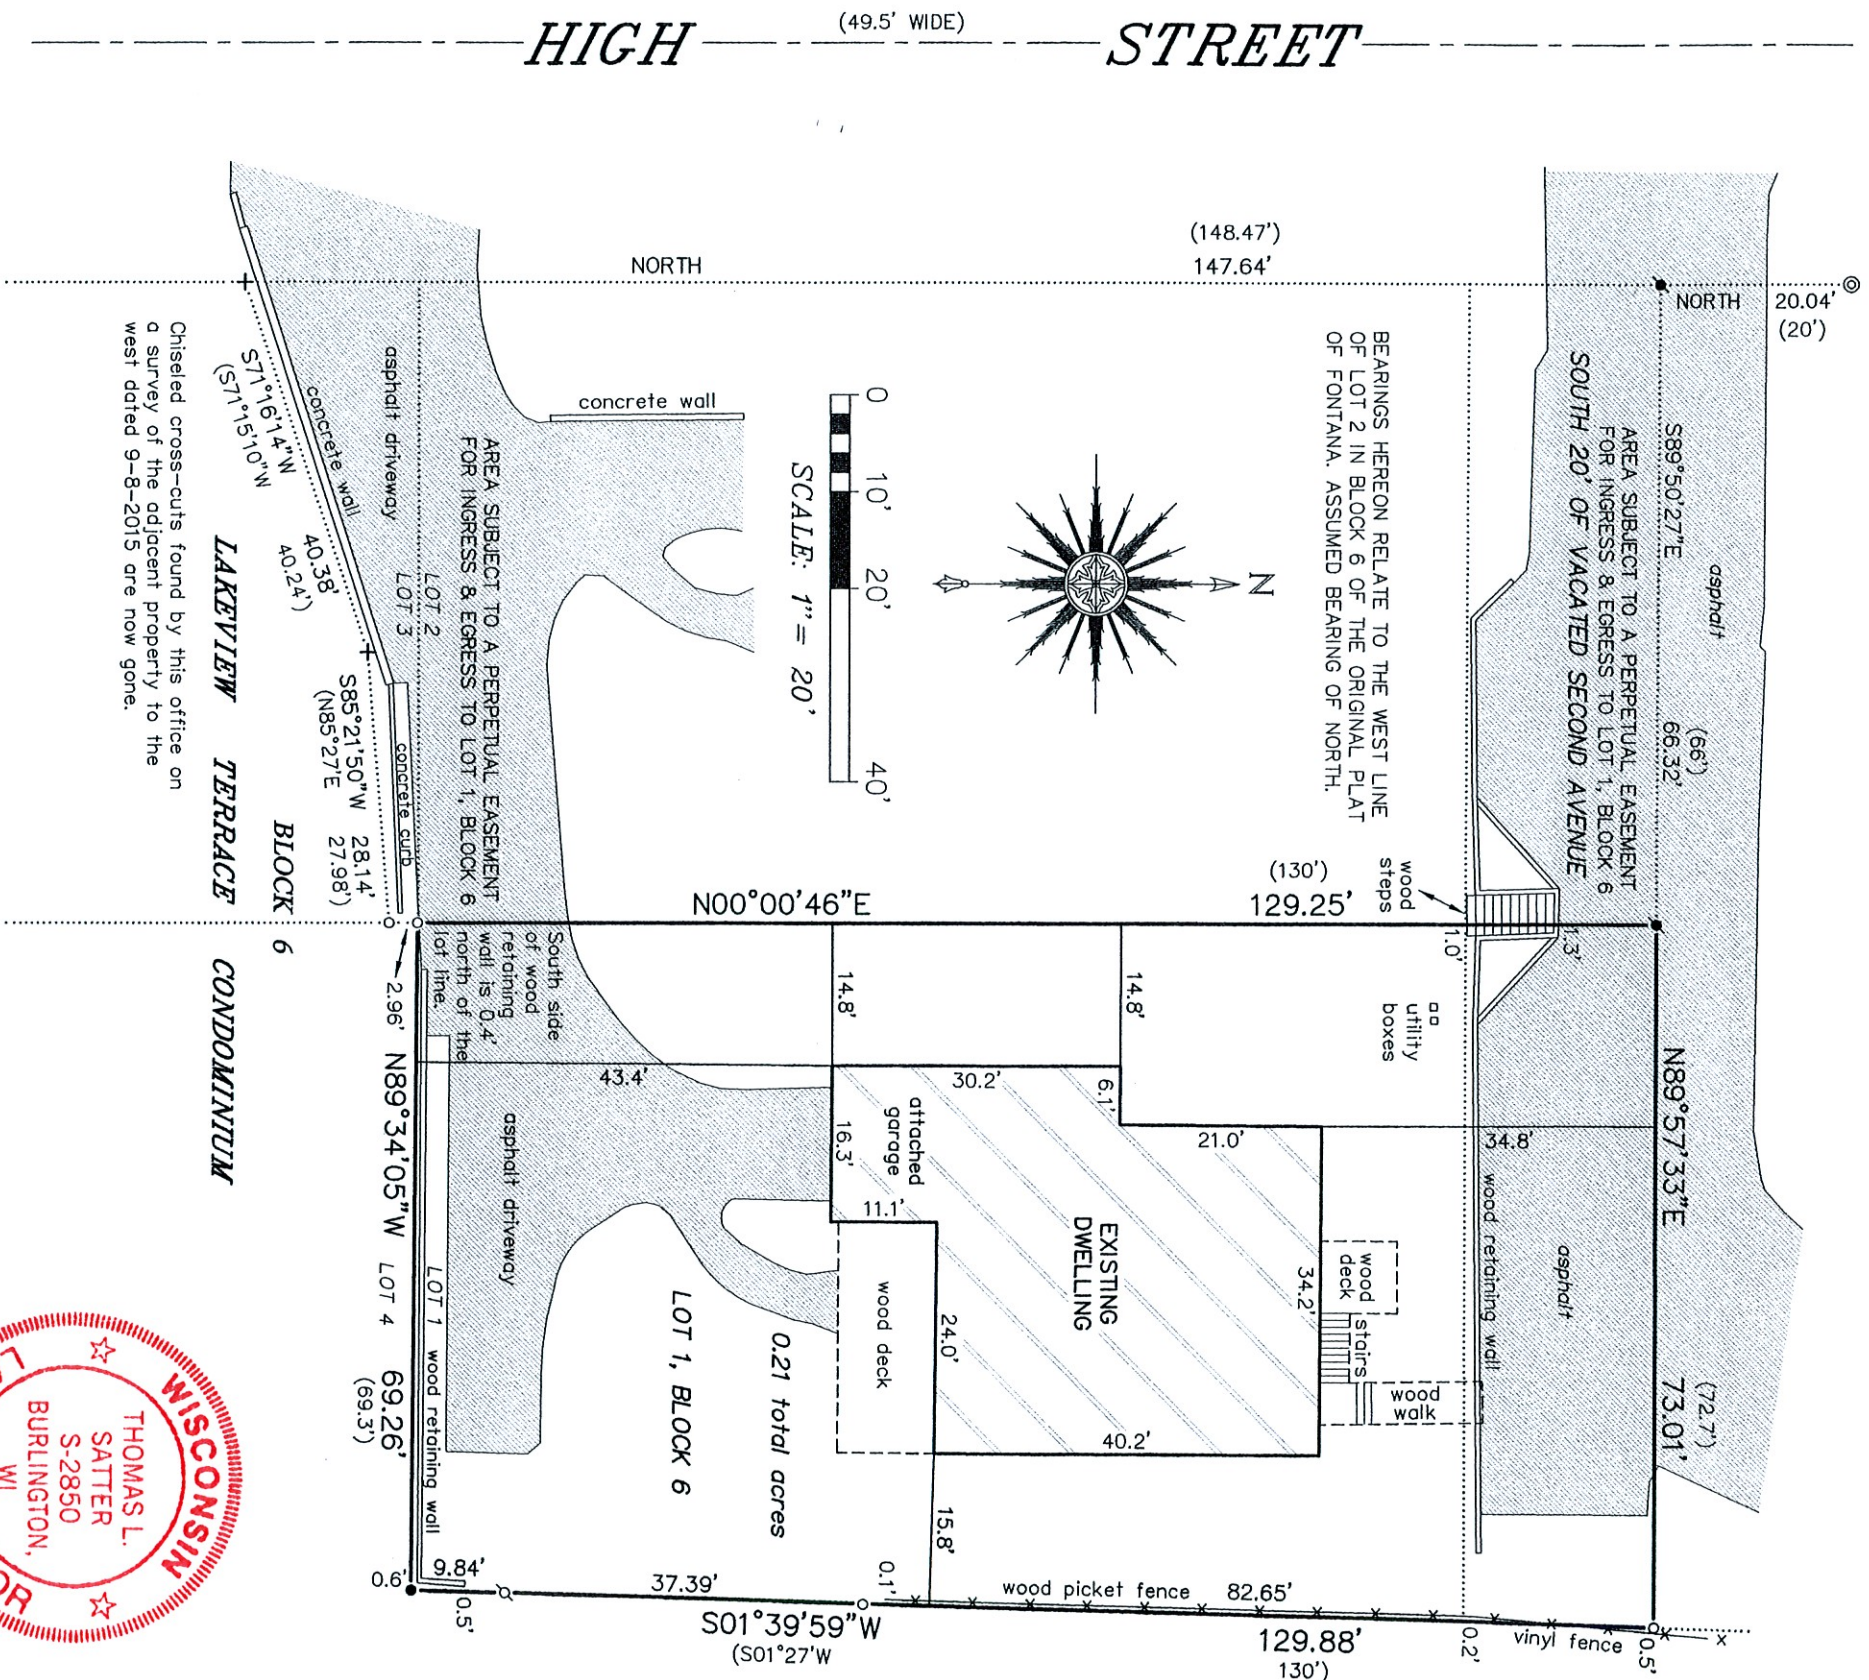 HIGH STREET
(49.5' WIDE)
NORTH
(148.47')
147.64'
NORTH 20.04'
(20')
S89°50'27"E
(66')
66.32'
asphalt
AREA SUBJECT TO A PERPETUAL EASEMENT
FOR INGRESS & EGRESS TO LOT 1, BLOCK 6
SOUTH 20' OF VACATED SECOND AVENUE
BEARINGS HEREON RELATE TO THE WEST LINE
OF LOT 2 IN BLOCK 6 OF THE ORIGINAL PLAT
OF FONTANA. ASSUMED BEARING OF NORTH.
N
0 10' 20' 40'
SCALE: 1"= 20'
concrete wall
AREA SUBJECT TO A PERPETUAL EASEMENT
FOR INGRESS & EGRESS TO LOT 1, BLOCK 6
LOT 2
LOT 3
asphalt driveway
concrete wall
S71°16'14"W 40.38'
(S71°15'10"W 40.24')
S85°21'50"W 28.14'
(N85°27'E 27.98')
concrete curb
Chiseled cross-cuts found by this office on
a survey of the adjacent property to the
west dated 9-8-2015 are now gone.
BLOCK 6
LAKEVIEW TERRACE CONDOMINIUM
N00°00'46"E
(130')
129.25'
wood
steps
1.3'
1.0'
utility
boxes
14.8'
14.8'
South side
of wood
retaining
wall is 0.4'
north of the
lot line.
2.96'
N89°34'05"W
69.26'
(69.3')
LOT 4
LOT 1
wood retaining wall
asphalt driveway
43.4'
30.2'
6.1'
21.0'
34.8'
attached
garage
16.3'
11.1'
EXISTING
DWELLING
34.2'
24.0'
40.2'
wood deck
wood
deck
stairs
wood
walk
wood retaining wall
asphalt
N89°57'33"E
(72.7')
73.01'
LOT 1, BLOCK 6
0.21 total acres
15.8'
0.1'
0.6'
9.84'
0.5'
37.39'
wood picket fence 82.65'
S01°39'59"W
(S01°27'W
129.88'
130')
0.2'
vinyl fence
0.5'
WISCONSIN
THOMAS L.
SATTER
S-2850
BURLINGTON,
WI